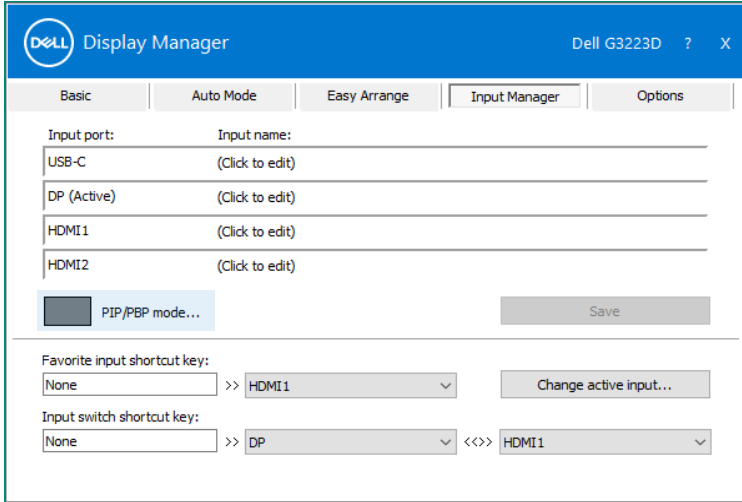 DELL Display Manager Dell G3223D ? X
Basic Auto Mode Easy Arrange Input Manager Options
Input port: Input name:
USB-C (Click to edit)
DP (Active) (Click to edit)
HDMI1 (Click to edit)
HDMI2 (Click to edit)
PIP/PBP mode... Save
Favorite input shortcut key:
None >> HDMI1 Change active input...
Input switch shortcut key:
None >> DP <<>> HDMI1